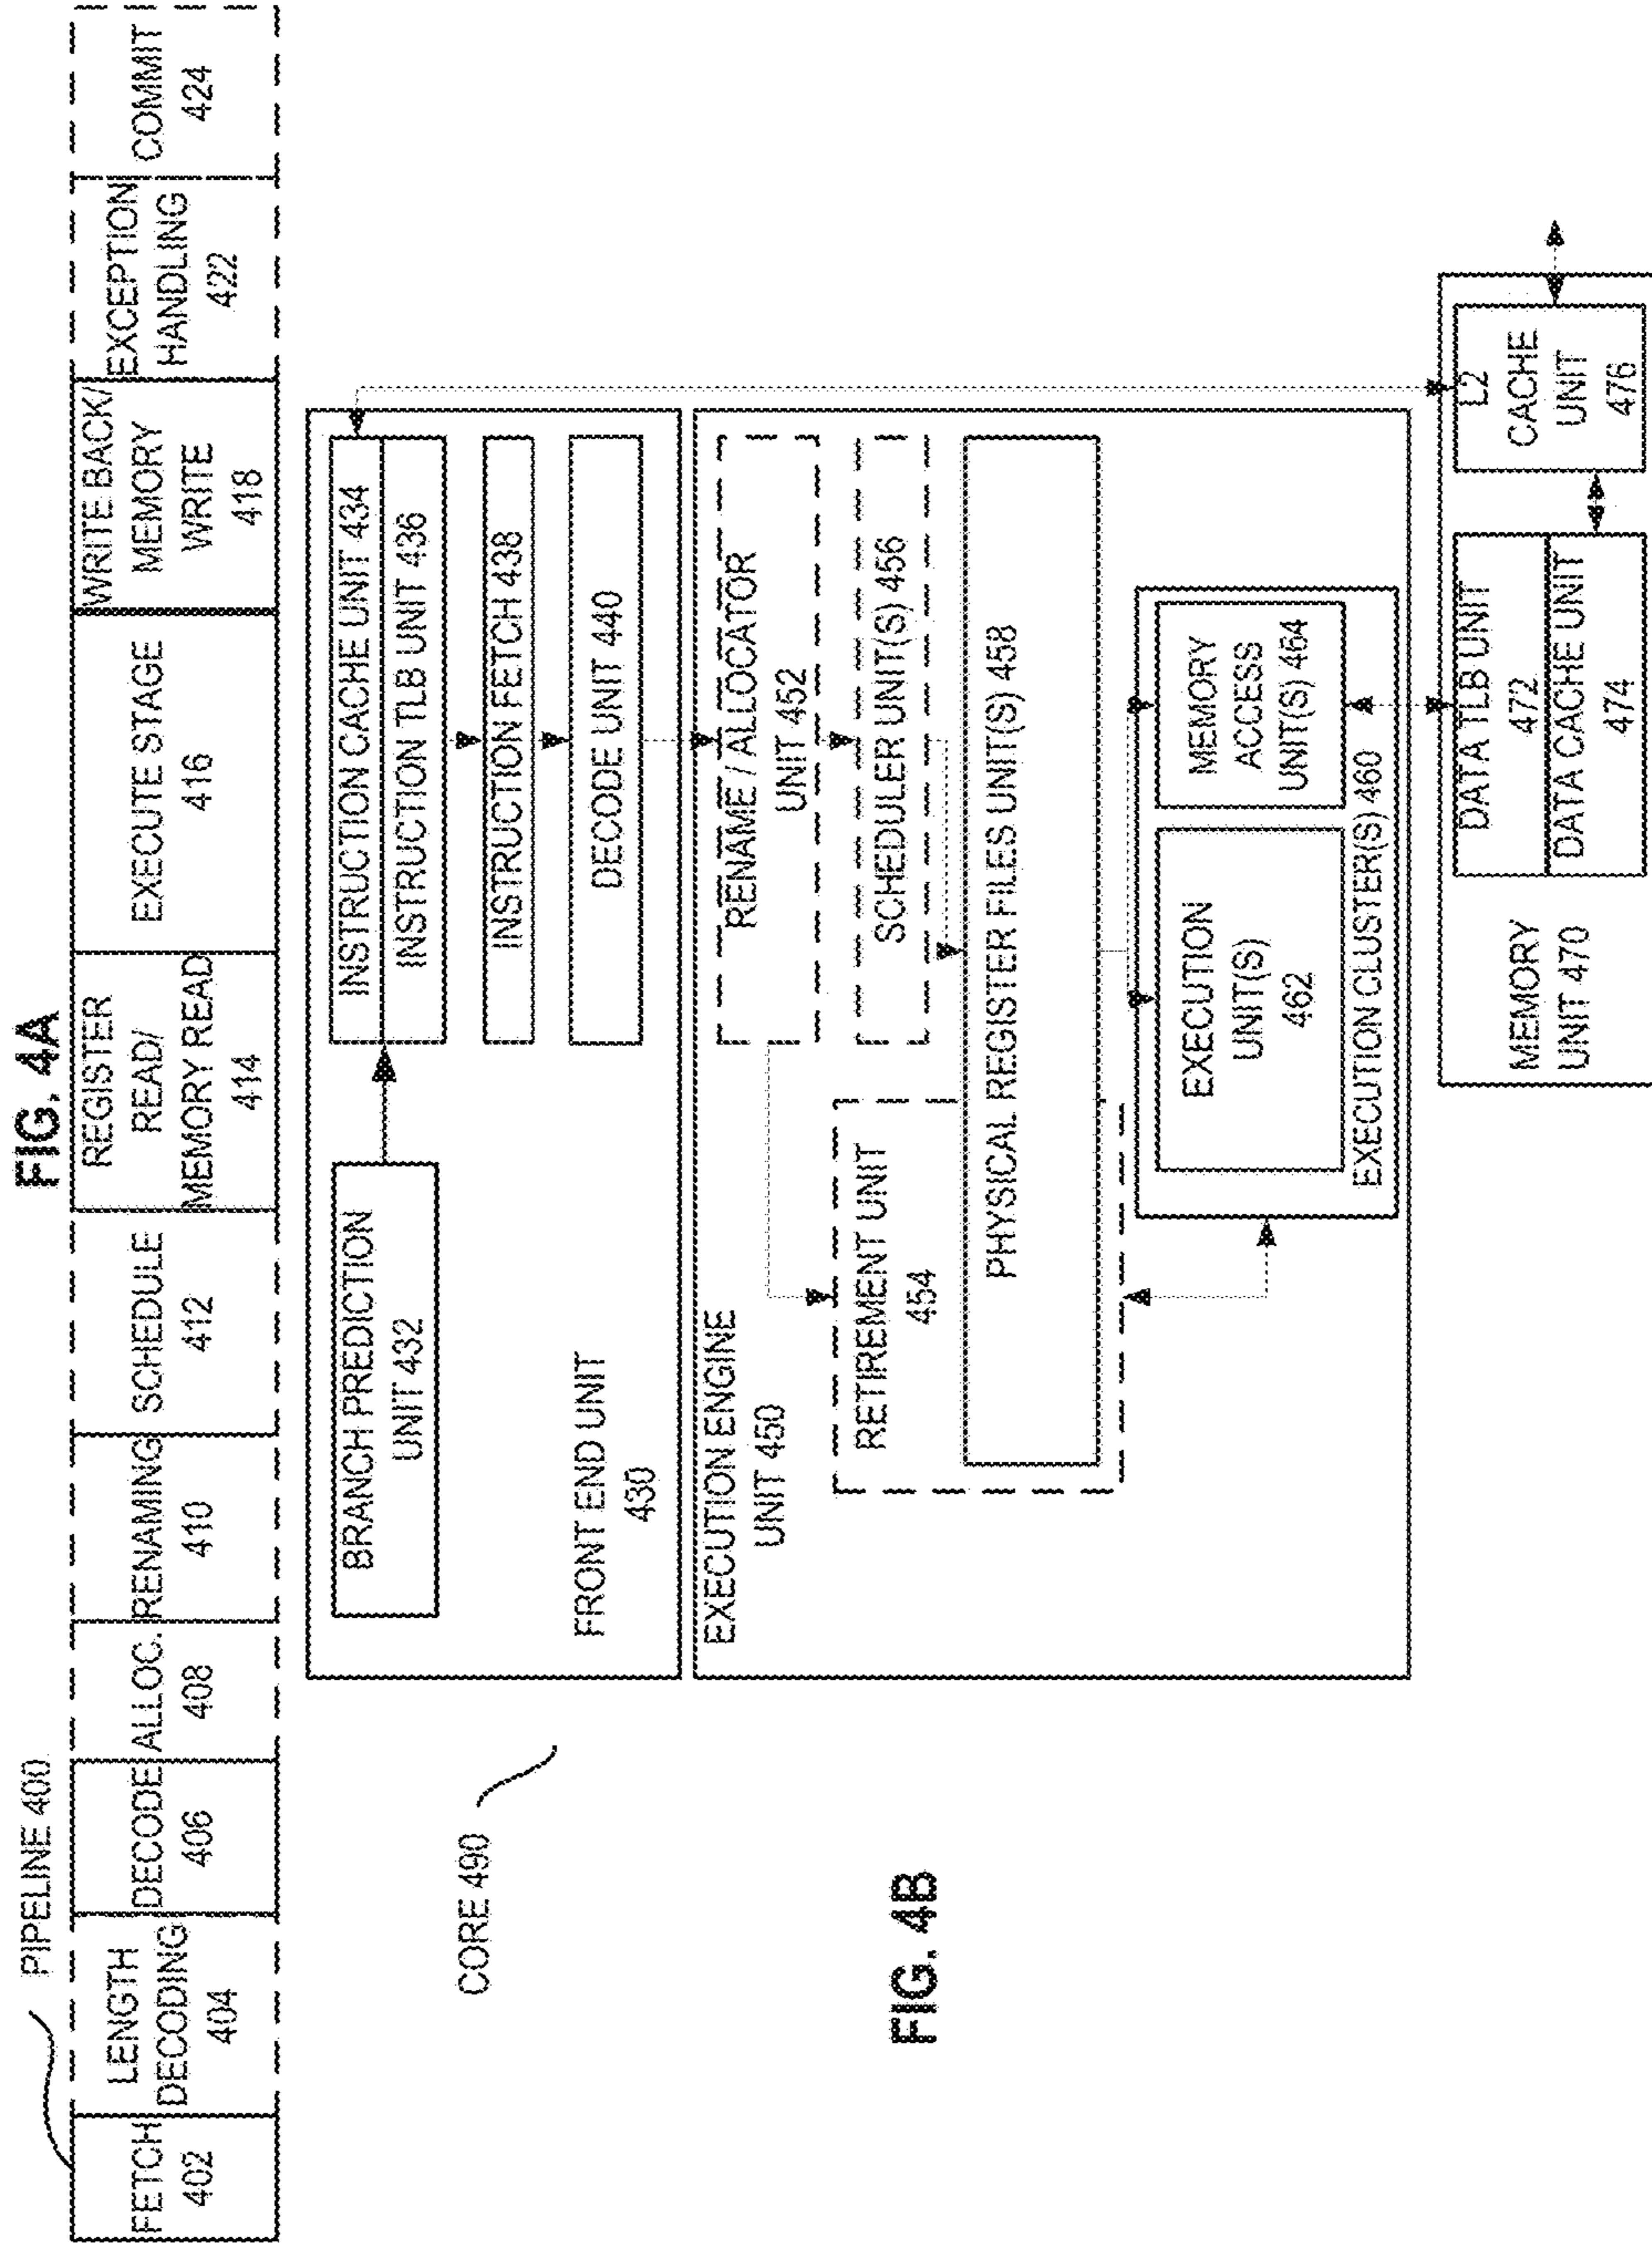 FIG. 4A
PIPELINE 400
FETCH
402
LENGTH
DECODING
404
DECODE
406
ALLOC.
408
RENAMING
410
SCHEDULE
412
REGISTER
READ/
MEMORY READ
414
EXECUTE STAGE
416
WRITE BACK/
MEMORY
WRITE
418
EXCEPTION
HANDLING
422
COMMIT
424
CORE 490
BRANCH PREDICTION
UNIT 432
INSTRUCTION CACHE UNIT 434
INSTRUCTION TLB UNIT 436
INSTRUCTION FETCH 438
DECODE UNIT 440
FRONT END UNIT
430
EXECUTION ENGINE
UNIT 450
RENAME / ALLOCATOR
UNIT 452
SCHEDULER UNIT(S) 456
RETIREMENT UNIT
454
PHYSICAL REGISTER FILES UNIT(S) 458
EXECUTION
UNIT(S)
462
MEMORY
ACCESS
UNIT(S) 464
EXECUTION CLUSTER(S) 460
MEMORY
UNIT 470
DATA TLB UNIT
472
DATA CACHE UNIT
474
L2
CACHE
UNIT
476
FIG. 4B